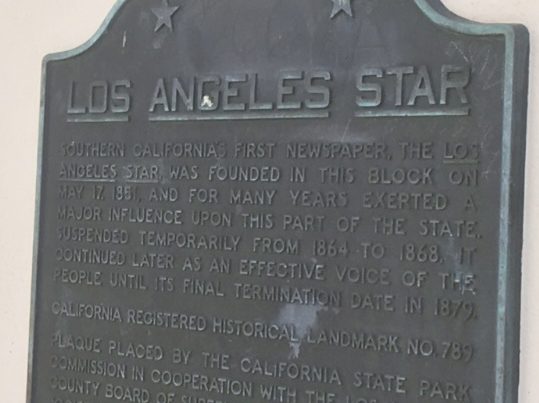 LOS ANGELES STAR
SOUTHERN CALIFORNIA'S FIRST NEWSPAPER, THE LOS
ANGELES STAR, WAS FOUNDED IN THIS BLOCK ON
MAY 17, 1851, AND FOR MANY YEARS EXERTED A
MAJOR INFLUENCE UPON THIS PART OF THE STATE.
SUSPENDED TEMPORARILY FROM 1864 TO 1868, IT
CONTINUED LATER AS AN EFFECTIVE VOICE OF THE
PEOPLE UNTIL ITS FINAL TERMINATION DATE IN 1879.
CALIFORNIA REGISTERED HISTORICAL LANDMARK NO. 789
PLAQUE PLACED BY THE CALIFORNIA STATE PARK
COMMISSION IN COOPERATION WITH THE LOS
COUNTY BOARD OF